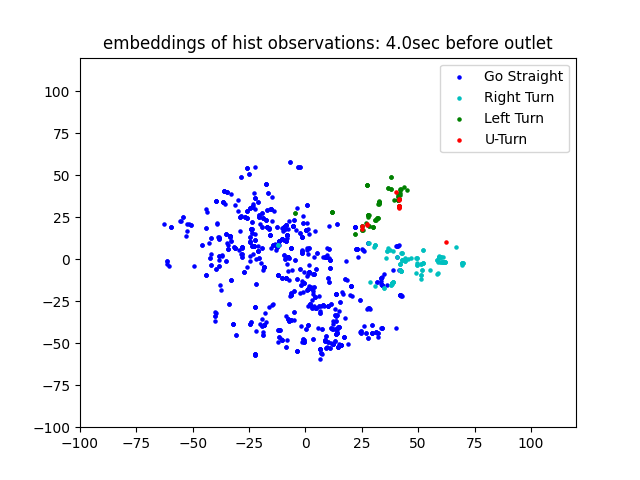 embeddings of hist observations: 4.0sec before outlet
Go Straight
Right Turn
Left Turn
U-Turn
100
75
50
25
0
−25
−50
−75
−100
−100 −75 −50 −25 0 25 50 75 100